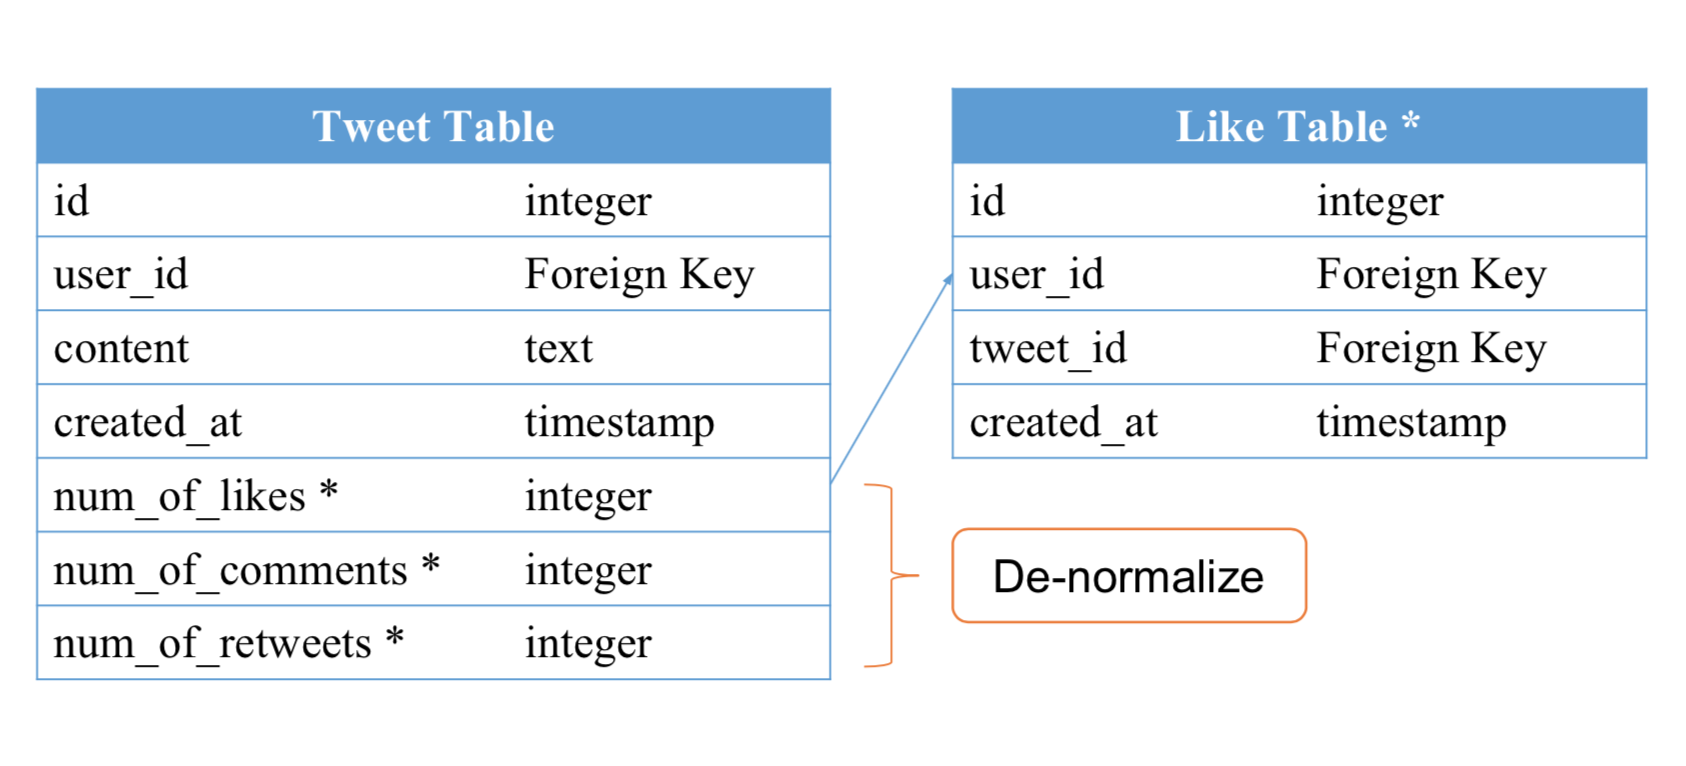 Tweet Table
id integer
user_id Foreign Key
content text
created_at timestamp
num_of_likes * integer
num_of_comments * integer
num_of_retweets * integer
Like Table *
id integer
user_id Foreign Key
tweet_id Foreign Key
created_at timestamp
De-normalize